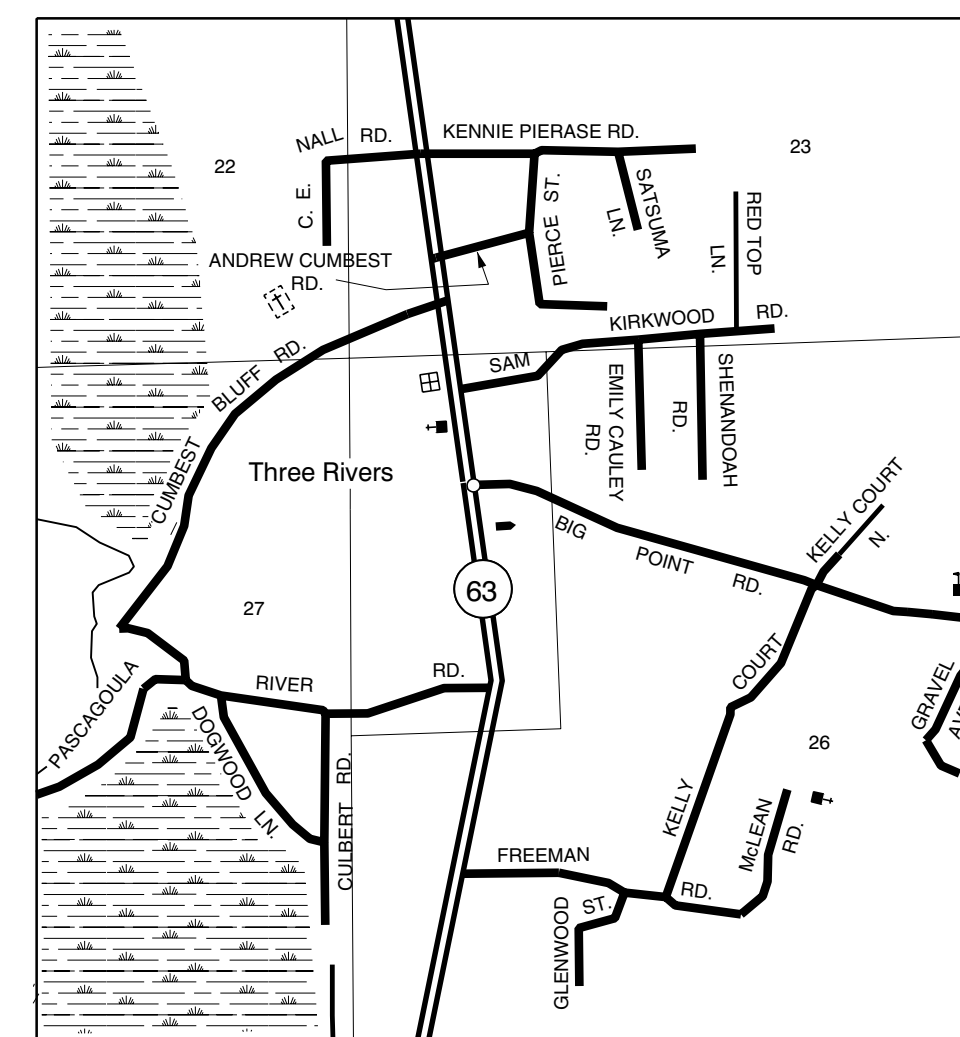 NALL RD.
KENNIE PIERASE RD.
22
23
C. E.
PIERCE ST.
SATSUMA
LN.
RED TOP
LN.
ANDREW CUMBEST
RD.
KIRKWOOD RD.
SAM
CUMBEST BLUFF RD.
EMILY CAULEY
RD.
SHENANDOAH
RD.
Three Rivers
BIG POINT RD.
KELLY COURT
N.
63
27
PASCAGOULA
RIVER RD.
DOGWOOD LN.
CULBERT RD.
KELLY COURT
GRAVEL
26
McLEAN
RD.
FREEMAN RD.
GLENWOOD
ST.